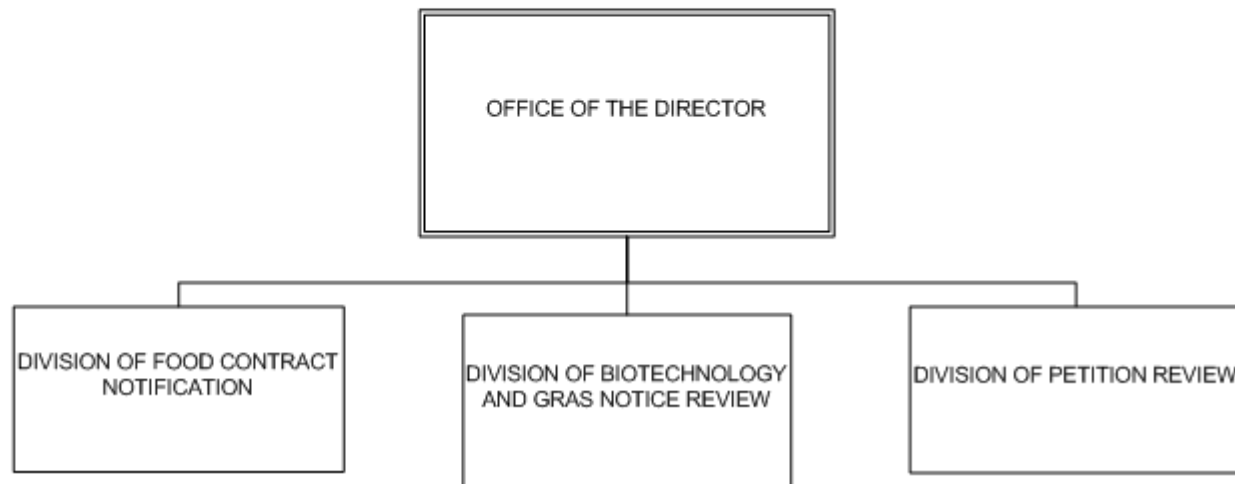 OFFICE OF THE DIRECTOR
DIVISION OF FOOD CONTRACT
NOTIFICATION
DIVISION OF BIOTECHNOLOGY
AND GRAS NOTICE REVIEW
DIVISION OF PETITION REVIEW